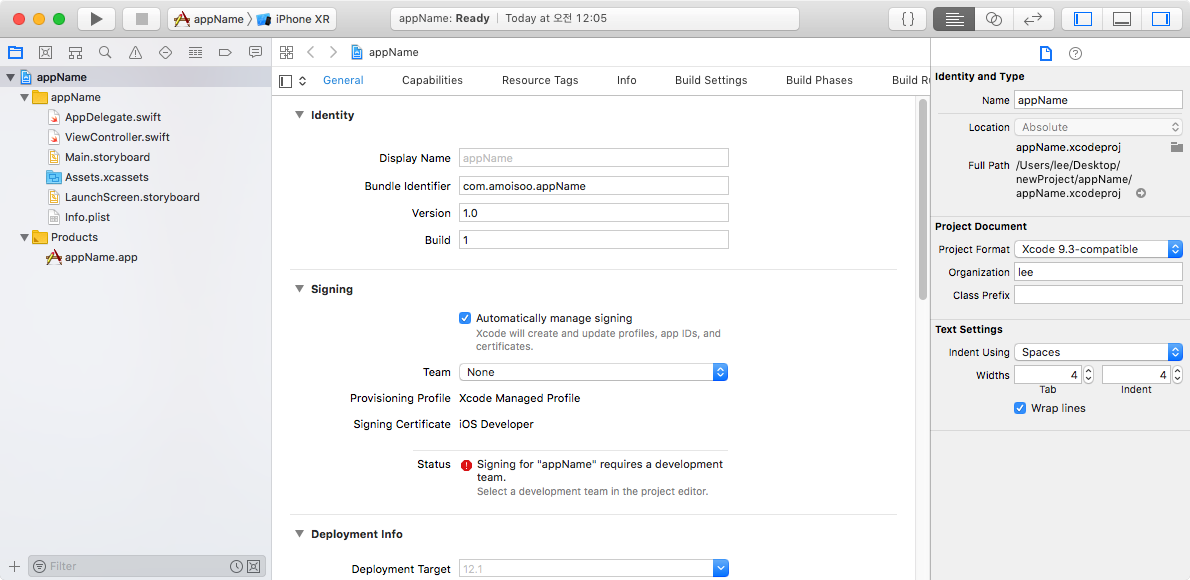 appName
iPhone XR
appName: Ready
Today at 오전 12:05
{ }
appName
appName
AppDelegate.swift
ViewController.swift
Main.storyboard
Assets.xcassets
LaunchScreen.storyboard
Info.plist
Products
appName.app
Filter
appName
General
Capabilities
Resource Tags
Info
Build Settings
Build Phases
Build R
Identity
Display Name
appName
Bundle Identifier
com.amoisoo.appName
Version
1.0
Build
1
Signing
Automatically manage signing
Xcode will create and update profiles, app IDs, and
certificates.
Team
None
Provisioning Profile
Xcode Managed Profile
Signing Certificate
iOS Developer
Status
Signing for "appName" requires a development
team.
Select a development team in the project editor.
Deployment Info
Deployment Target
12.1
Identity and Type
Name
appName
Location
Absolute
appName.xcodeproj
Full Path
/Users/lee/Desktop/
newProject/appName/
appName.xcodeproj
Project Document
Project Format
Xcode 9.3-compatible
Organization
lee
Class Prefix
Text Settings
Indent Using
Spaces
Widths
4
4
Tab
Indent
Wrap lines